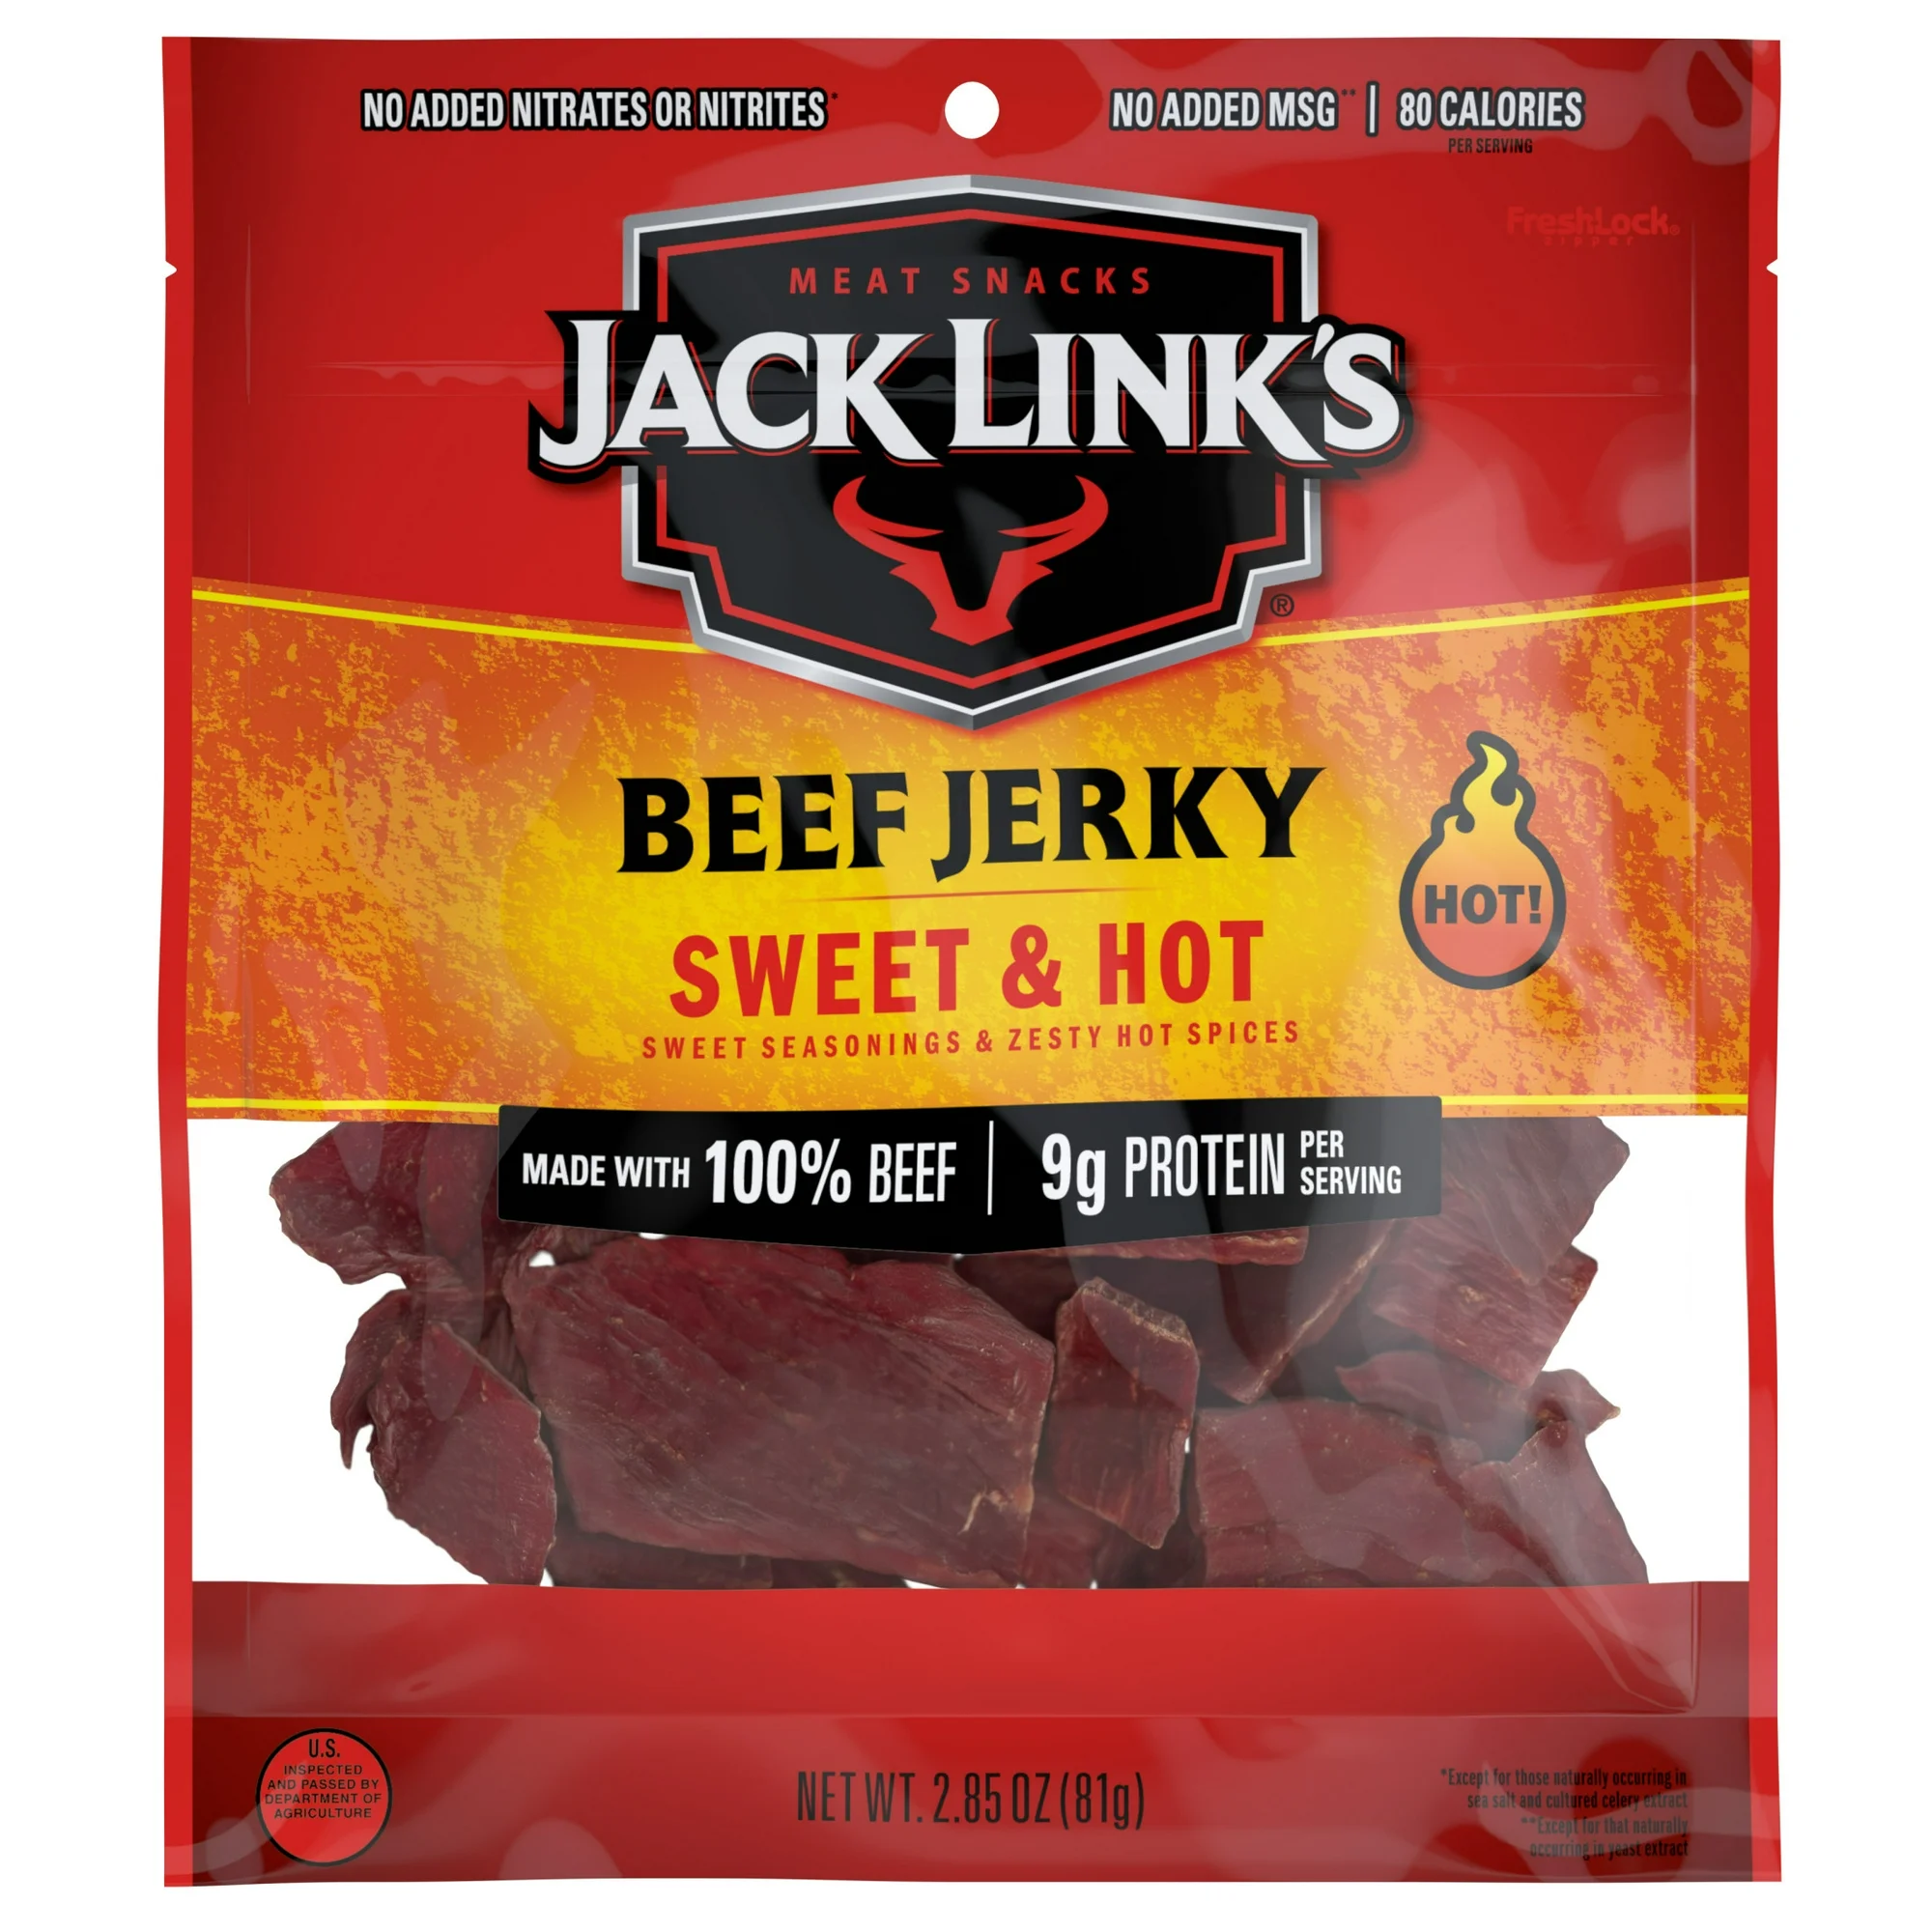 NO ADDED NITRATES OR NITRITES*
NO ADDED MSG** | 80 CALORIES
PER SERVING
FreshLock®
zipper
MEAT SNACKS
JACK LINK'S
®
BEEF JERKY
SWEET & HOT
SWEET SEASONINGS & ZESTY HOT SPICES
HOT!
MADE WITH 100% BEEF | 9g PROTEIN PER
SERVING
U.S.
INSPECTED
AND PASSED BY
DEPARTMENT OF
AGRICULTURE
NET WT. 2.85 OZ (81g)
*Except for those naturally occurring in
sea salt and cultured celery extract
**Except for that naturally
occurring in yeast extract